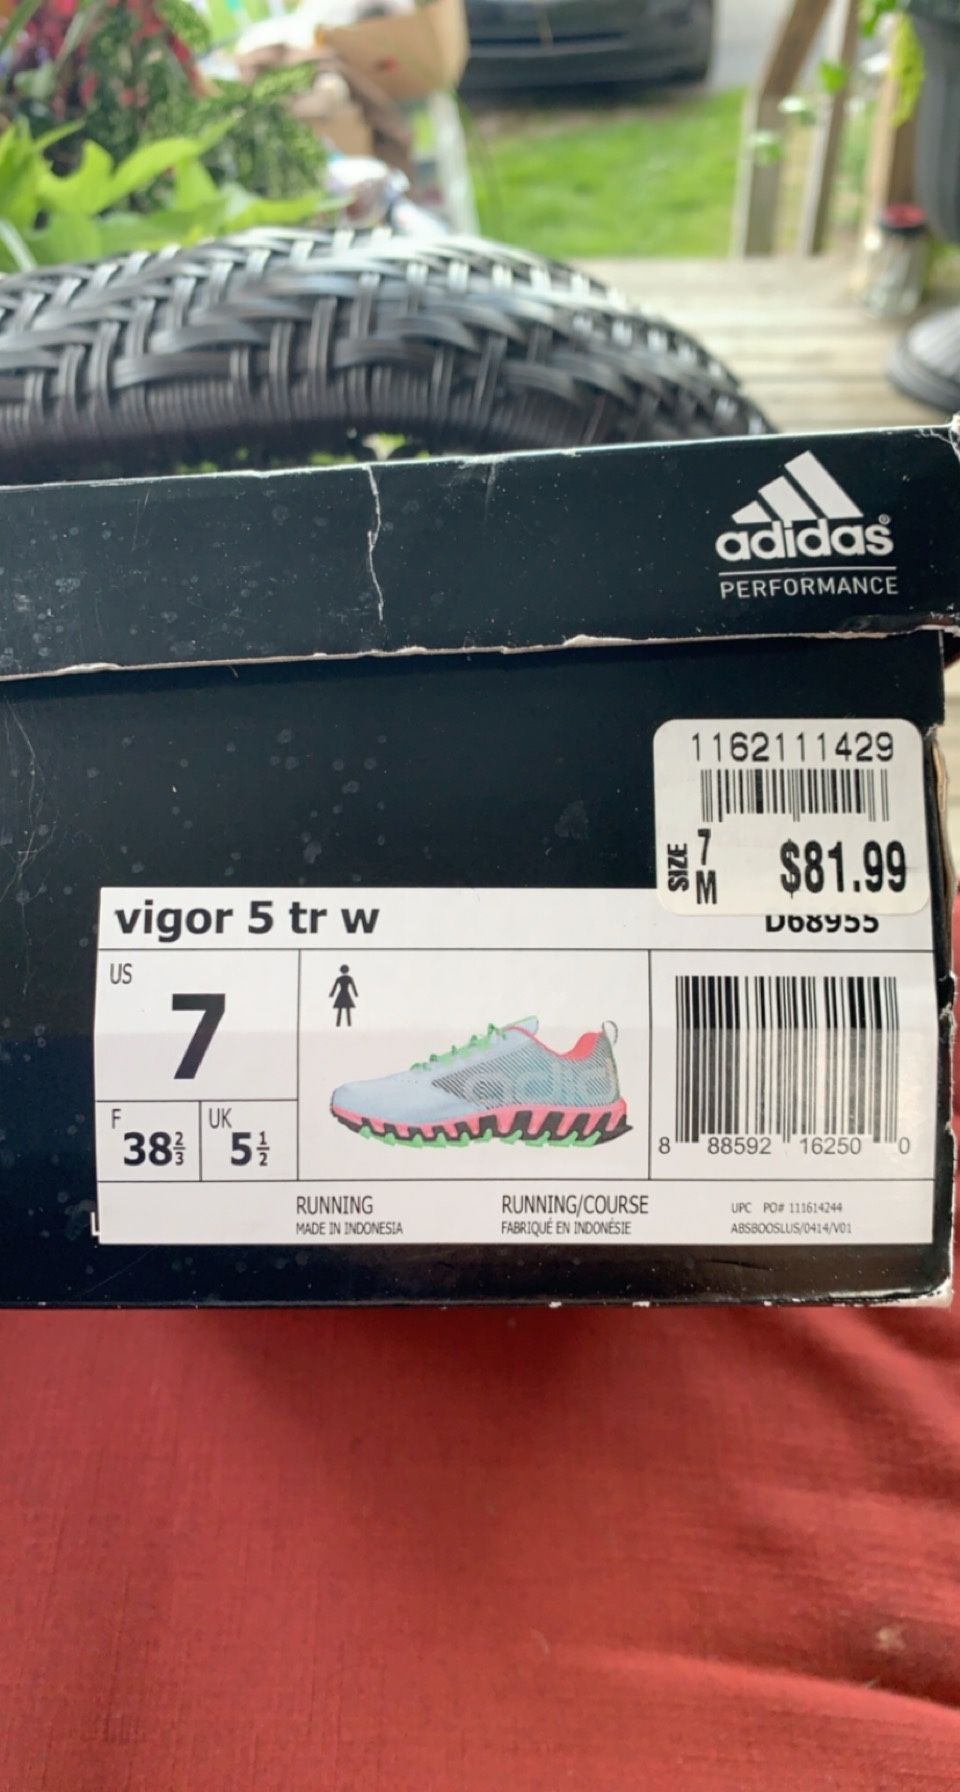 adidas®
PERFORMANCE
1162111429
SIZE 7 M $81.99
vigor 5 tr w
D68955
US
7
F
38⅔
UK
5½
adid
8 88592 16250 0
RUNNING
MADE IN INDONESIA
RUNNING/COURSE
FABRIQUÉ EN INDONÉSIE
UPC PO# 111614244
ABSBOOSLUS/0414/V01